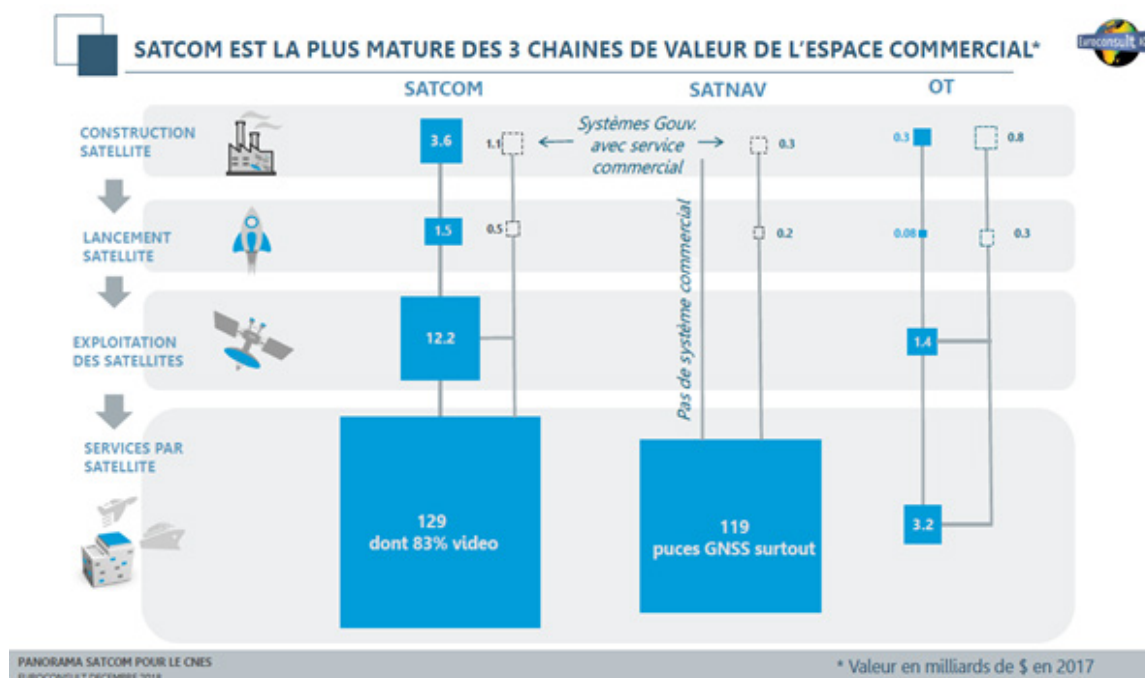 SATCOM EST LA PLUS MATURE DES 3 CHAINES DE VALEUR DE L'ESPACE COMMERCIAL*
Euroconsult
SATCOM
SATNAV
OT
CONSTRUCTION
SATELLITE
3.6
1.1
Systèmes Gouv.
avec service
commercial
0.3
0.3
0.8
LANCEMENT
SATELLITE
1.5
0.5
Pas de système commercial
0.2
0.08
0.3
EXPLOITATION
DES SATELLITES
12.2
1.4
SERVICES PAR
SATELLITE
129
dont 83% video
119
puces GNSS surtout
3.2
PANORAMA SATCOM POUR LE CNES
EUROCONSULT DECEMBRE 2018
* Valeur en milliards de $ en 2017